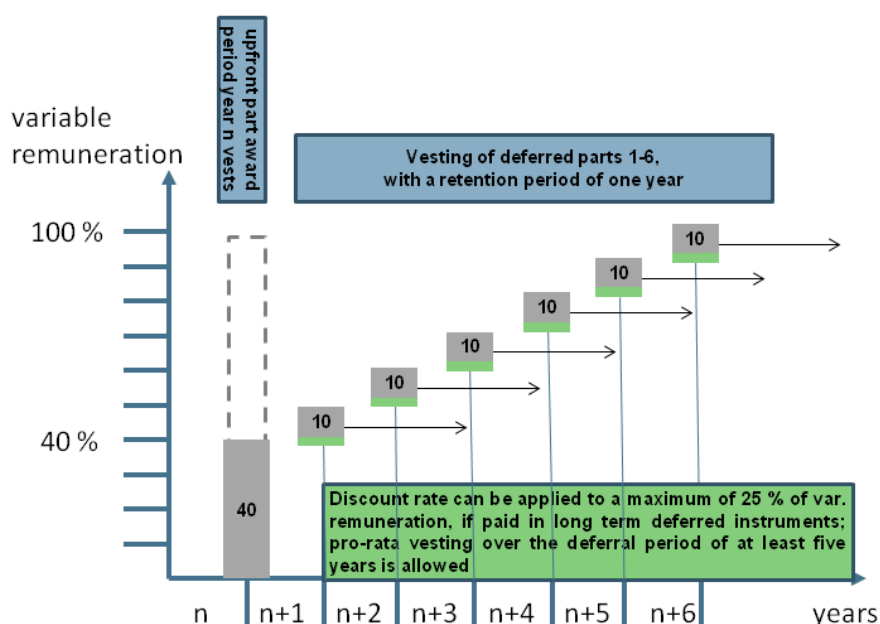 upfront part award
period year n vests
variable
remuneration
Vesting of deferred parts 1-6,
with a retention period of one year
100 %
10
10
10
10
10
10
40 %
40
Discount rate can be applied to a maximum of 25 % of var.
remuneration, if paid in long term deferred instruments;
pro-rata vesting over the deferral period of at least five
years is allowed
n n+1 n+2 n+3 n+4 n+5 n+6 years